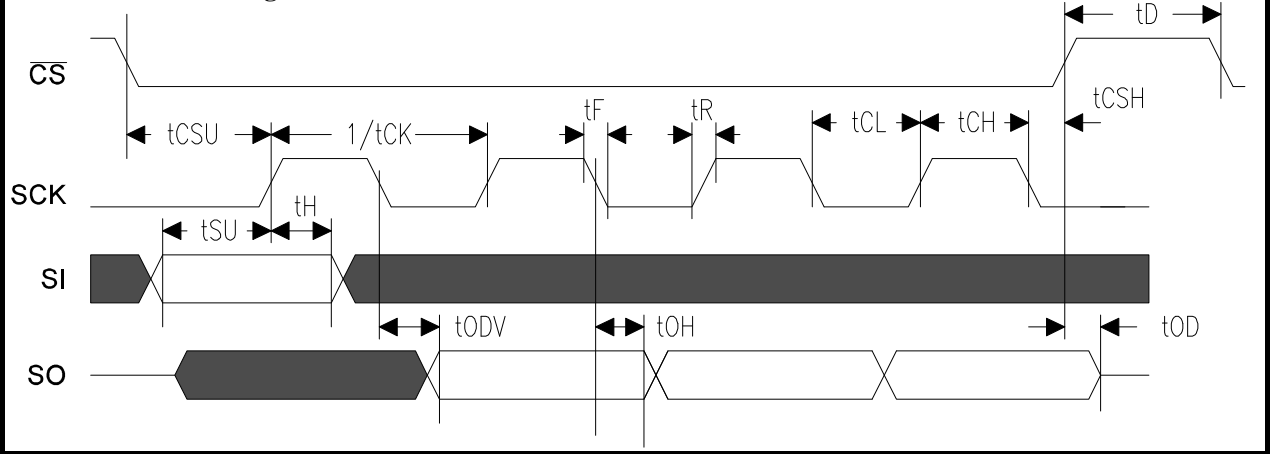 tD
CS
tCSH
tCSU
1/tCK
tF
tR
tCL
tCH
SCK
tSU
tH
SI
tODV
tOH
tOD
SO